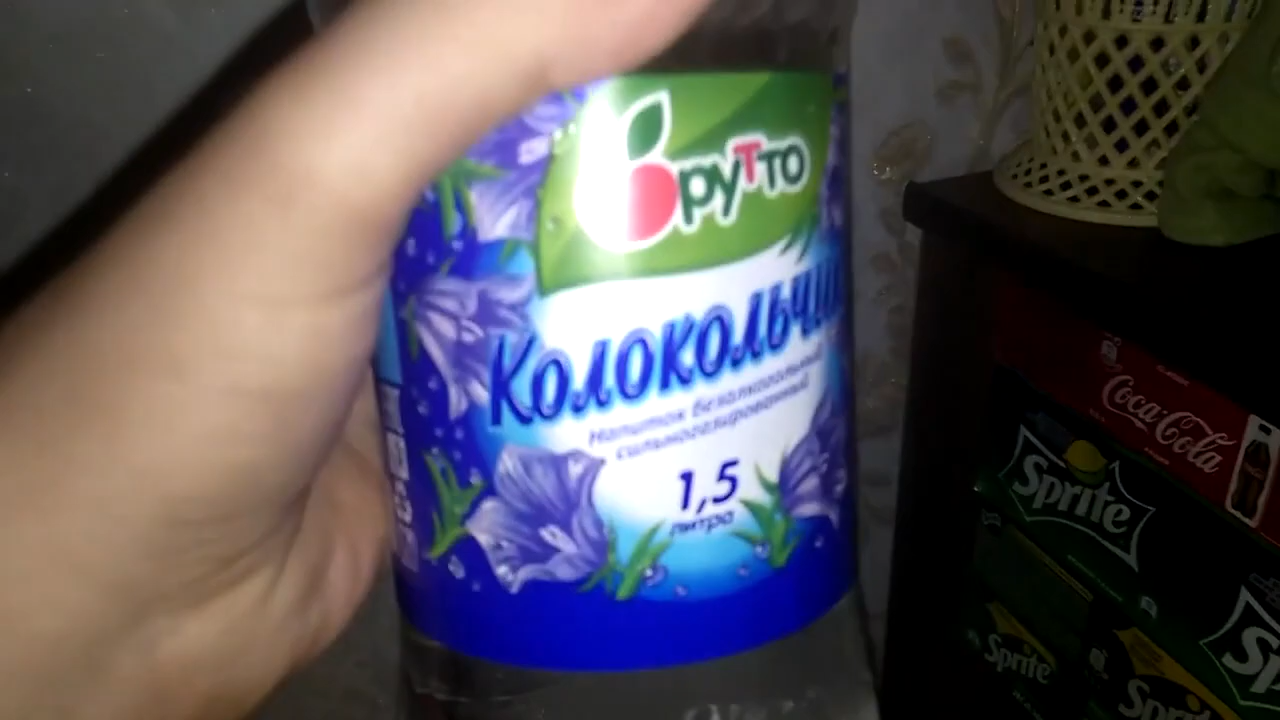 Фрутто
Колокольчи
Напиток безалкогольный
сильногазированный
1,5
литра
Coca-Cola
Sprite
Sprite